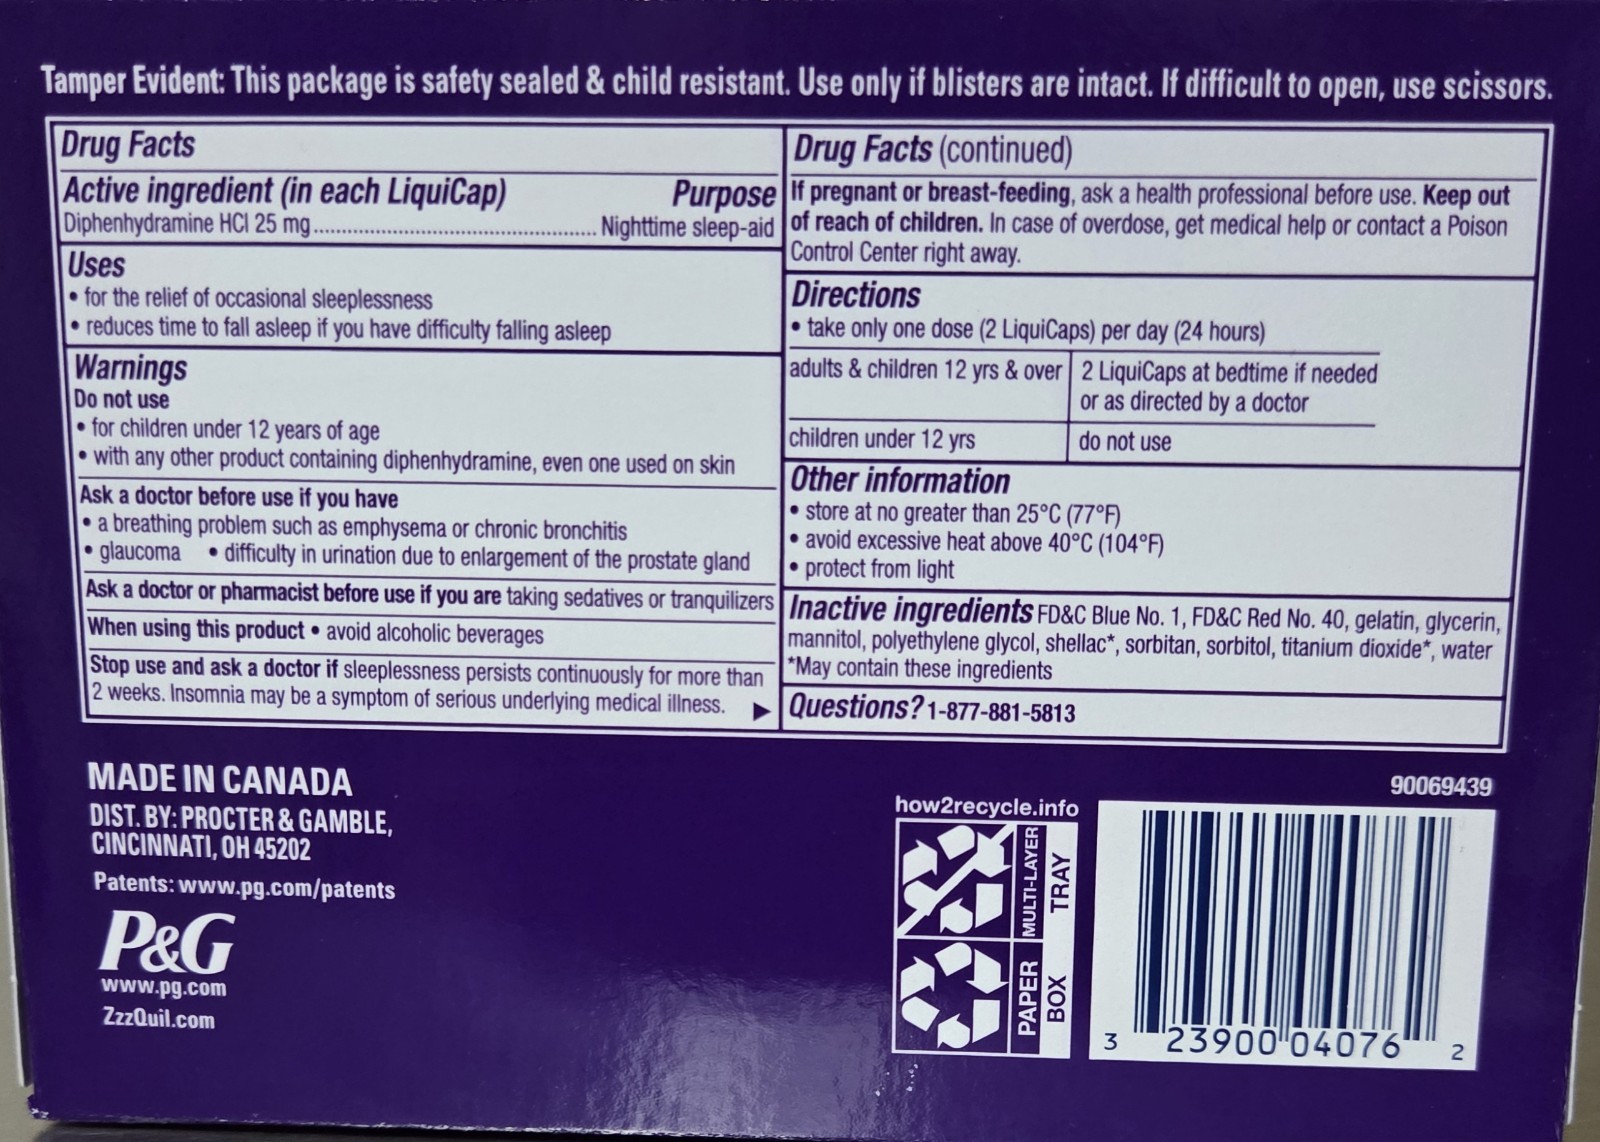 Tamper Evident: This package is safety sealed & child resistant. Use only if blisters are intact. If difficult to open, use scissors.
Drug Facts
Active ingredient (in each LiquiCap) Purpose
Diphenhydramine HCl 25 mg................................................ Nighttime sleep-aid
Uses
• for the relief of occasional sleeplessness
• reduces time to fall asleep if you have difficulty falling asleep
Warnings
Do not use
• for children under 12 years of age
• with any other product containing diphenhydramine, even one used on skin
Ask a doctor before use if you have
• a breathing problem such as emphysema or chronic bronchitis
• glaucoma • difficulty in urination due to enlargement of the prostate gland
Ask a doctor or pharmacist before use if you are taking sedatives or tranquilizers
When using this product • avoid alcoholic beverages
Stop use and ask a doctor if sleeplessness persists continuously for more than
2 weeks. Insomnia may be a symptom of serious underlying medical illness. ▶
Drug Facts (continued)
If pregnant or breast-feeding, ask a health professional before use. Keep out
of reach of children. In case of overdose, get medical help or contact a Poison
Control Center right away.
Directions
• take only one dose (2 LiquiCaps) per day (24 hours)
adults & children 12 yrs & over 2 LiquiCaps at bedtime if needed
or as directed by a doctor
children under 12 yrs do not use
Other information
• store at no greater than 25°C (77°F)
• avoid excessive heat above 40°C (104°F)
• protect from light
Inactive ingredients FD&C Blue No. 1, FD&C Red No. 40, gelatin, glycerin,
mannitol, polyethylene glycol, shellac*, sorbitan, sorbitol, titanium dioxide*, water
*May contain these ingredients
Questions? 1-877-881-5813
MADE IN CANADA
DIST. BY: PROCTER & GAMBLE,
CINCINNATI, OH 45202
Patents: www.pg.com/patents
P&G
www.pg.com
ZzzQuil.com
how2recycle.info
MULTI-LAYER
TRAY
PAPER
BOX
90069439
3 23900 04076 2